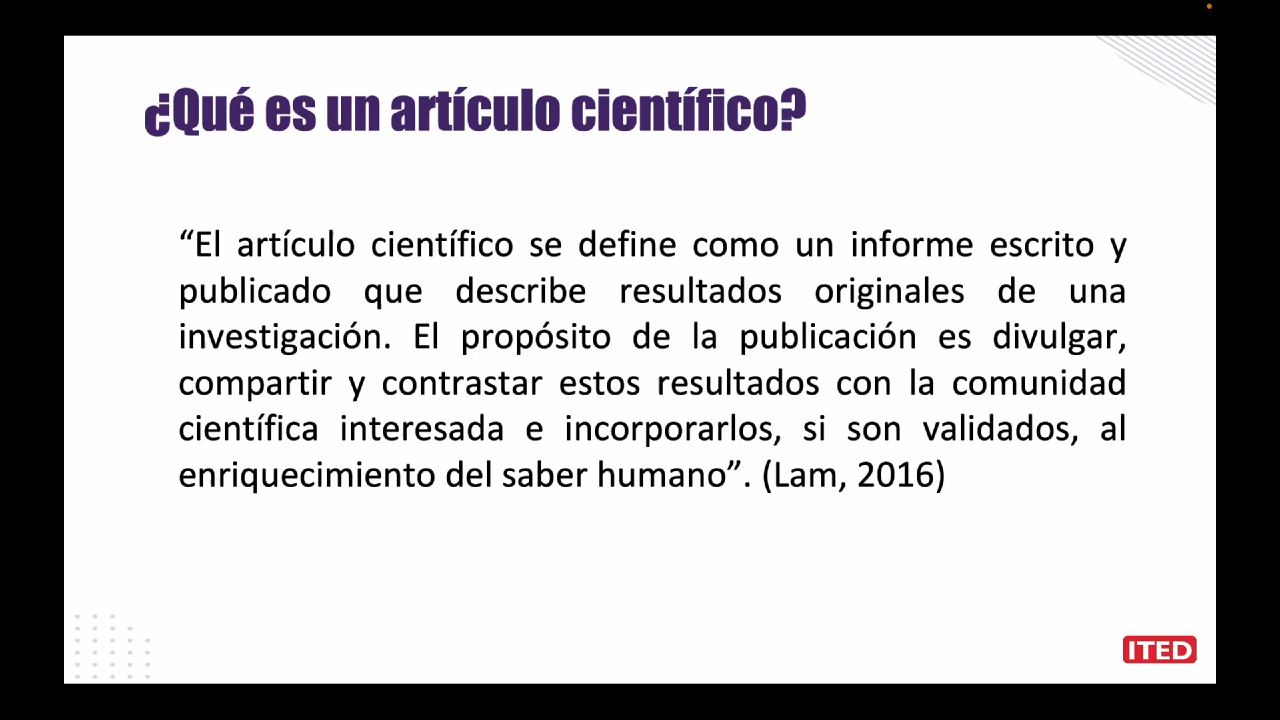 ¿Qué es un artículo científico?
“El artículo científico se define como un informe escrito y
publicado que describe resultados originales de una
investigación. El propósito de la publicación es divulgar,
compartir y contrastar estos resultados con la comunidad
científica interesada e incorporarlos, si son validados, al
enriquecimiento del saber humano”. (Lam, 2016)
ITED